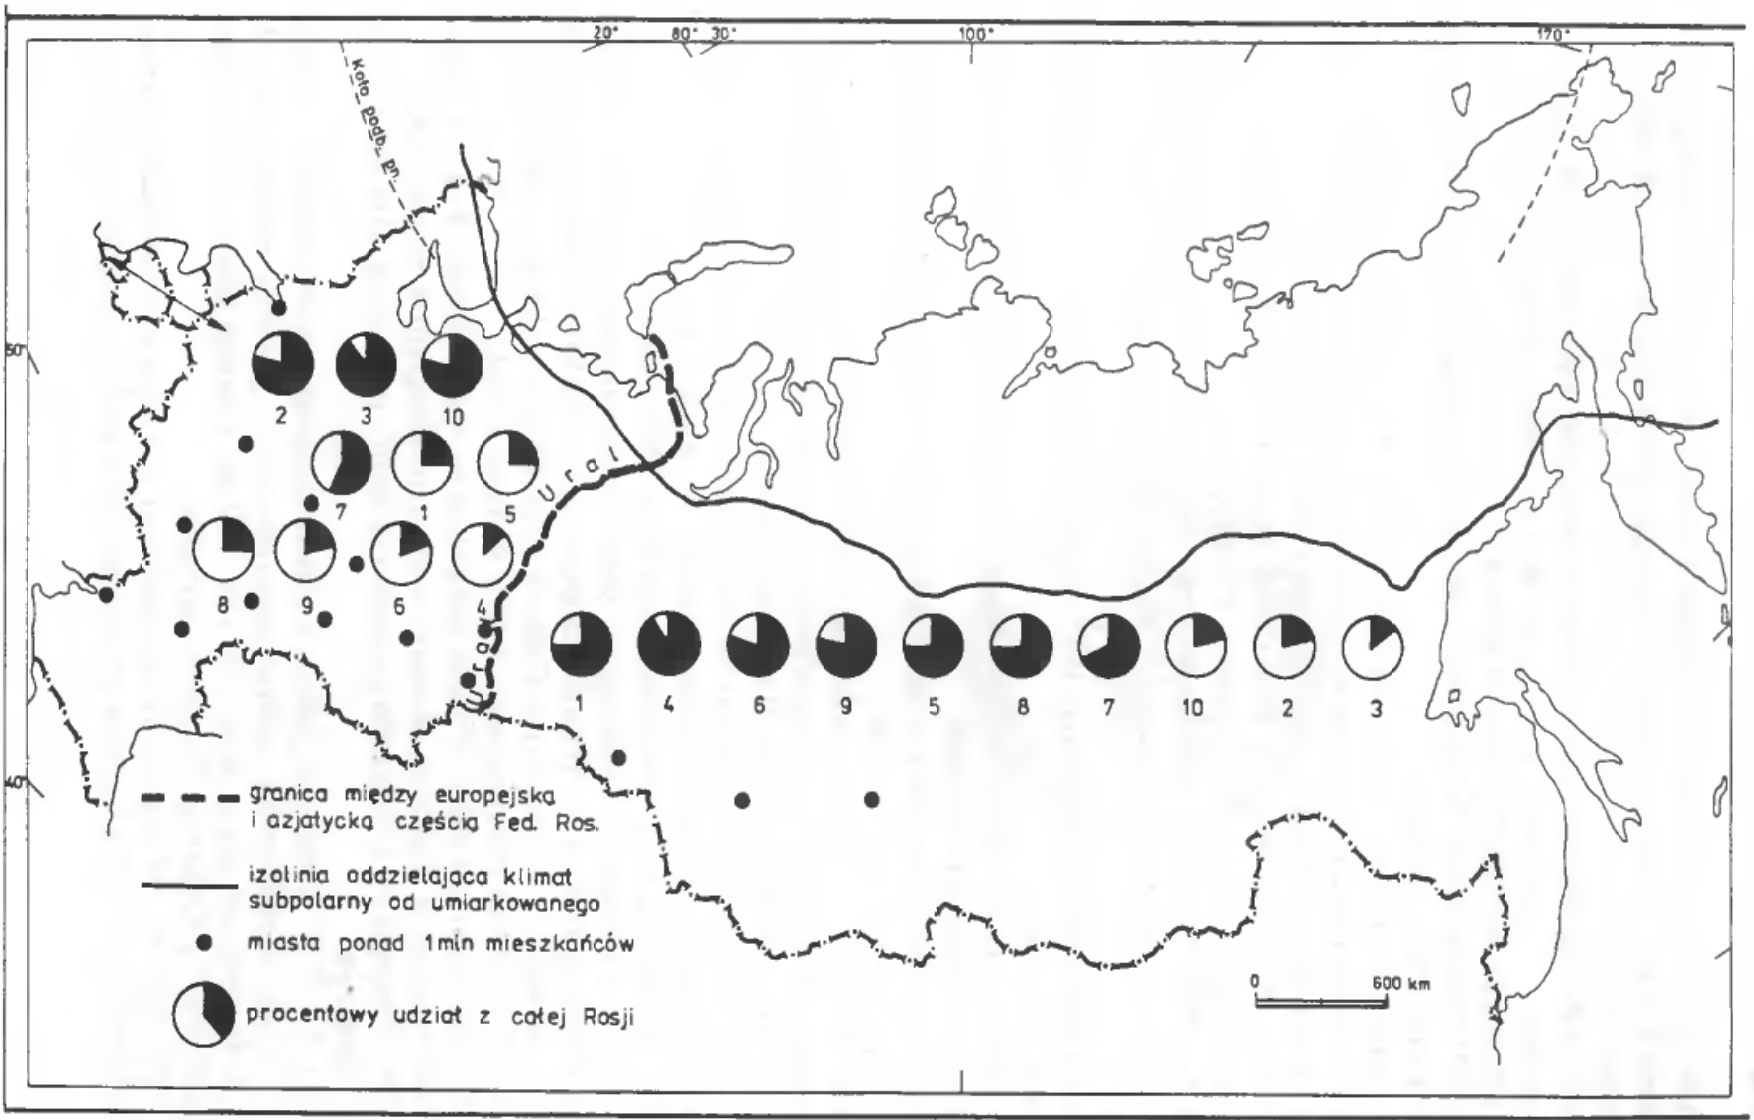 20° 80° 30° 100° 170°
Koło podb. pn.
50°
2 3 10
Ural
7 1 5
8 9 6 4
Ural
1 4 6 9 5 8 7 10 2 3
40°
granica między europejską
i azjatycką częścią Fed. Ros.
izolinia oddzielająca klimat
subpolarny od umiarkowanego
miasta ponad 1 mln mieszkańców
procentowy udział z całej Rosji
0 600 km